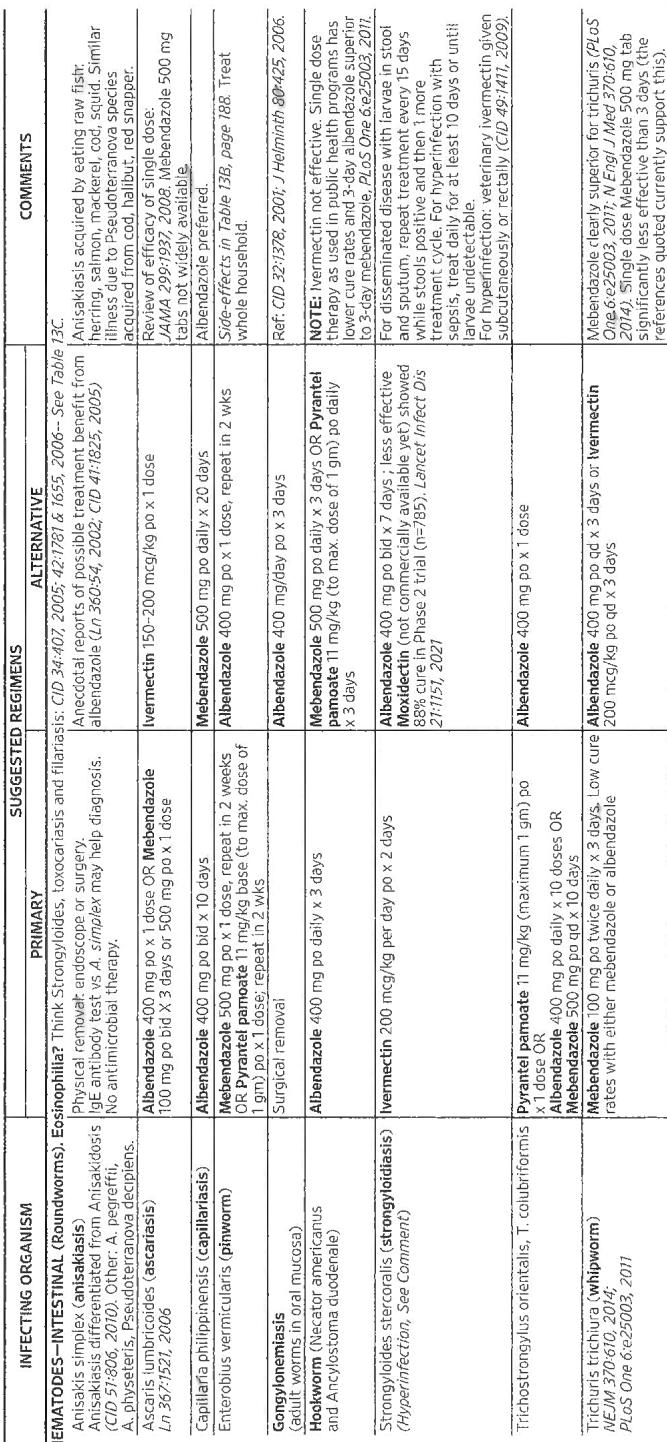 INFECTING ORGANISM
SUGGESTED REGIMENS
PRIMARY
ALTERNATIVE
COMMENTS
EMATODES—INTESTINAL (Roundworms). Eosinophilia? Think Strongyloides, toxocariasis and filariasis: CID 34:407, 2005; 42:1781 & 1655, 2006-- See Table 13C.
Anisakis simplex (anisakiasis)
Anisakiasis differentiated from Anisakidosis
(CID 51:806, 2010). Other: A. pegreffii,
A. physeteris, Pseudoterranova decipiens.
Physical removal: endoscope or surgery.
IgE antibody test vs A. simplex may help diagnosis.
No antimicrobial therapy.
Anecdotal reports of possible treatment benefit from
albendazole (Ln 360:54, 2002; CID 41:1825, 2005)
Anisakiasis acquired by eating raw fish:
herring, salmon, mackerel, cod, squid. Similar
illness due to Pseudoterranova species
acquired from cod, halibut, red snapper.
Ascaris lumbricoides (ascariasis)
Ln 367:1521, 2006
Albendazole 400 mg po x 1 dose OR Mebendazole
100 mg po bid X 3 days or 500 mg po x 1 dose
Ivermectin 150-200 mcg/kg po x 1 dose
Review of efficacy of single dose:
JAMA 299:1937, 2008. Mebendazole 500 mg
tabs not widely available.
Capillaria philippinensis (capillariasis)
Albendazole 400 mg po bid x 10 days
Mebendazole 500 mg po daily x 20 days
Albendazole preferred.
Enterobius vermicularis (pinworm)
Mebendazole 500 mg po x 1 dose, repeat in 2 weeks
OR Pyrantel pamoate 11 mg/kg base (to max. dose of
1 gm) po x 1 dose; repeat in 2 wks
Albendazole 400 mg po x 1 dose, repeat in 2 wks
Side-effects in Table 13B, page 188. Treat
whole household.
Gongylonemiasis
(adult worms in oral mucosa)
Surgical removal
Albendazole 400 mg/day po x 3 days
Ref: CID 32:1378, 2001; J Helminth 80:425, 2006.
Hookworm (Necator americanus
and Ancylostoma duodenale)
Albendazole 400 mg po daily x 3 days
Mebendazole 500 mg po daily x 3 days OR Pyrantel
pamoate 11 mg/kg (to max. dose of 1 gm) po daily
x 3 days
NOTE: Ivermectin not effective. Single dose
therapy as used in public health programs has
lower cure rates and 3-day albendazole superior
to 3-day mebendazole, PLoS One 6:e25003, 2011.
Strongyloides stercoralis (strongyloidiasis)
(Hyperinfection, See Comment)
Ivermectin 200 mcg/kg per day po x 2 days
Albendazole 400 mg po bid x 7 days ; less effective
Moxidectin (not commercially available yet) showed
88% cure in Phase 2 trial (n=785). Lancet Infect Dis
21:1151, 2021
For disseminated disease with larvae in stool
and sputum, repeat treatment every 15 days
while stools positive and then 1 more
treatment cycle. For hyperinfection with
sepsis, treat daily for at least 10 days or until
larvae undetectable.
For hyperinfection: veterinary ivermectin given
subcutaneously or rectally (CID 49:1411, 2009).
Trichostrongylus orientalis, T. colubriformis
Pyrantel pamoate 11 mg/kg (maximum 1 gm) po
x 1 dose OR
Albendazole 400 mg po daily x 10 doses OR
Mebendazole 500 mg po qd x 10 days
Albendazole 400 mg po x 1 dose
Trichuris trichiura (whipworm)
NEJM 370:610, 2014;
PLoS One 6:e25003, 2011
Mebendazole 100 mg po twice daily x 3 days. Low cure
rates with either mebendazole or albendazole
Albendazole 400 mg po qd x 3 days or Ivermectin
200 mcg/kg po qd x 3 days
Mebendazole clearly superior for trichuris (PLoS
One 6:e25003, 2011; N Engl J Med 370:610,
2014). Single dose Mebendazole 500 mg tab
significantly less effective than 3 days (the
references quoted currently support this).